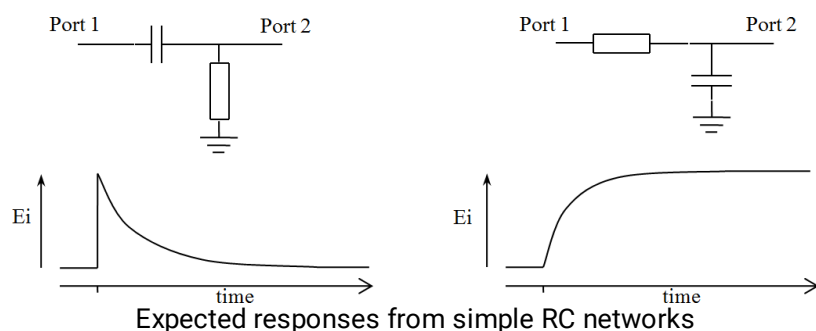 Port 1
Port 2
Port 1
Port 2
Ei
Ei
time
time
Expected responses from simple RC networks